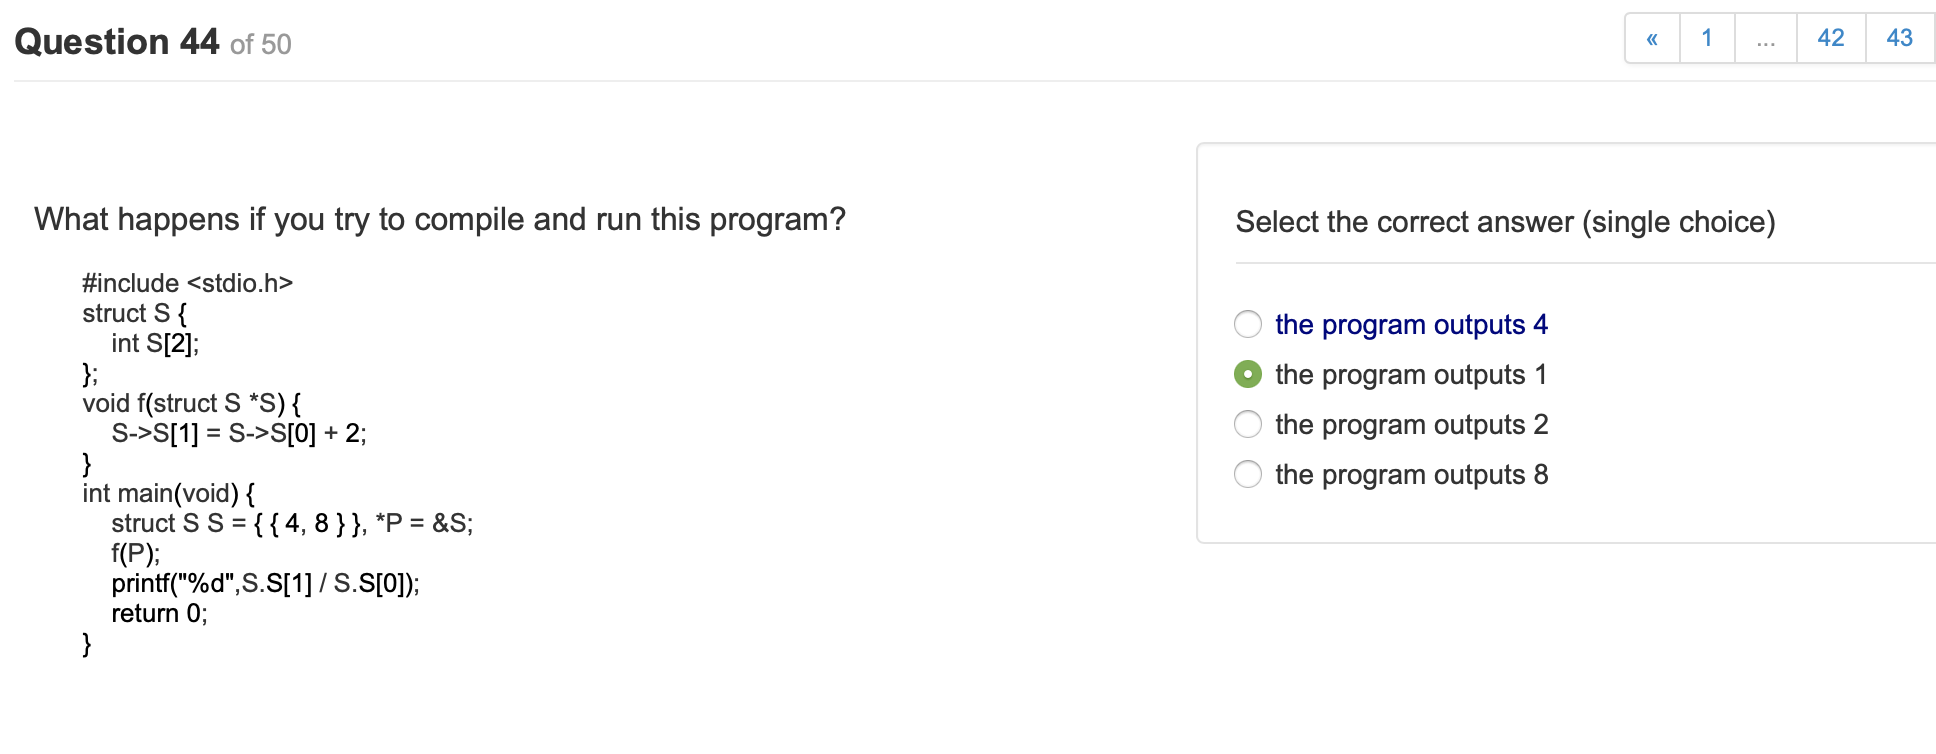 Question 44 of 50
« 1 ... 42 43
What happens if you try to compile and run this program?
#include <stdio.h>
struct S {
int S[2];
};
void f(struct S *S) {
S->S[1] = S->S[0] + 2;
}
int main(void) {
struct S S = { { 4, 8 } }, *P = &S;
f(P);
printf("%d",S.S[1] / S.S[0]);
return 0;
}
Select the correct answer (single choice)
the program outputs 4
the program outputs 1
the program outputs 2
the program outputs 8